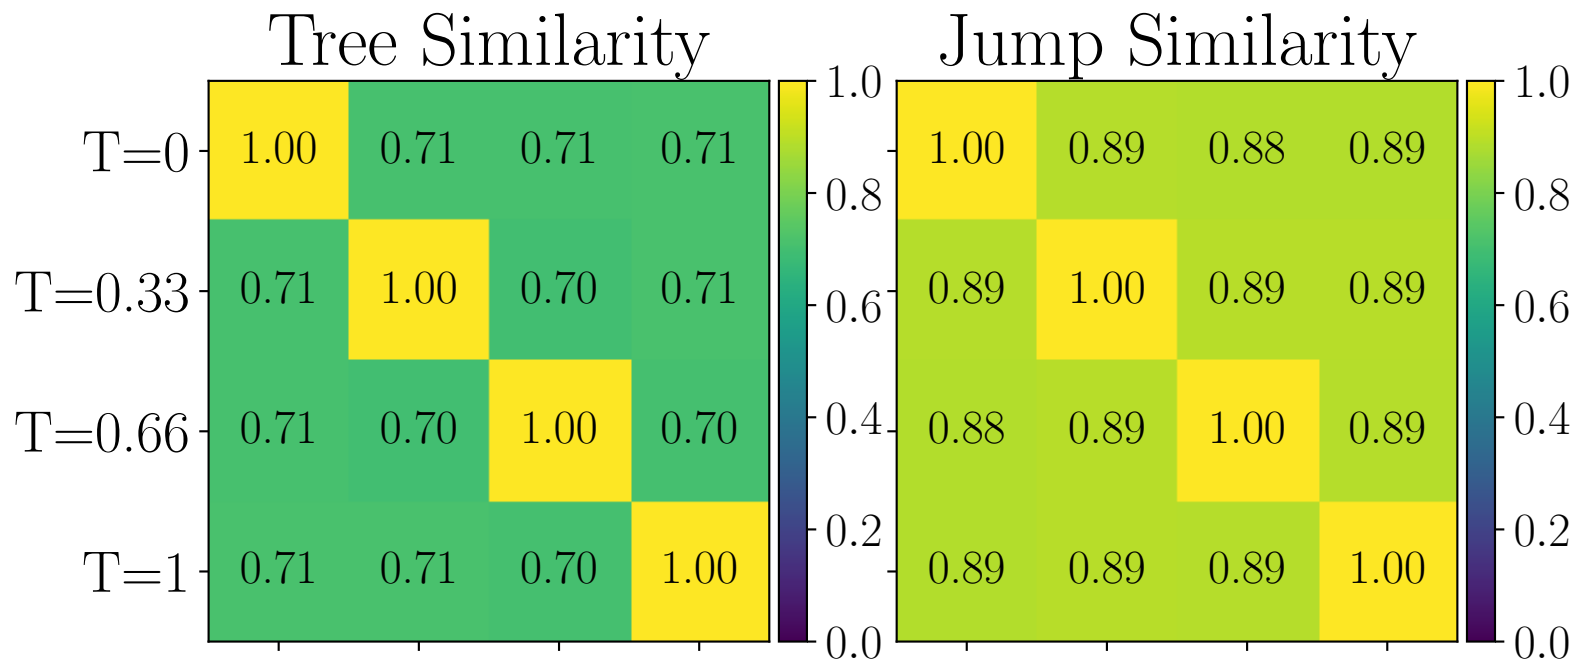 Tree Similarity
Jump Similarity
T=0 1.00 0.71 0.71 0.71
T=0.33 0.71 1.00 0.70 0.71
T=0.66 0.71 0.70 1.00 0.70
T=1 0.71 0.71 0.70 1.00
1.0
0.8
0.6
0.4
0.2
0.0
1.00 0.89 0.88 0.89
0.89 1.00 0.89 0.89
0.88 0.89 1.00 0.89
0.89 0.89 0.89 1.00
1.0
0.8
0.6
0.4
0.2
0.0